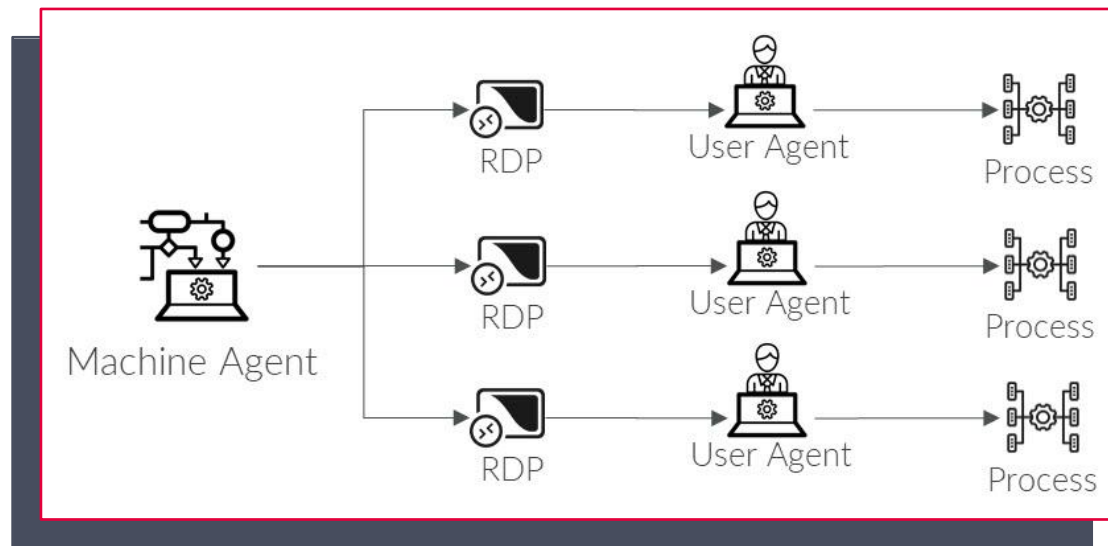 RDP
User Agent
Process
Machine Agent
RDP
User Agent
Process
RDP
User Agent
Process